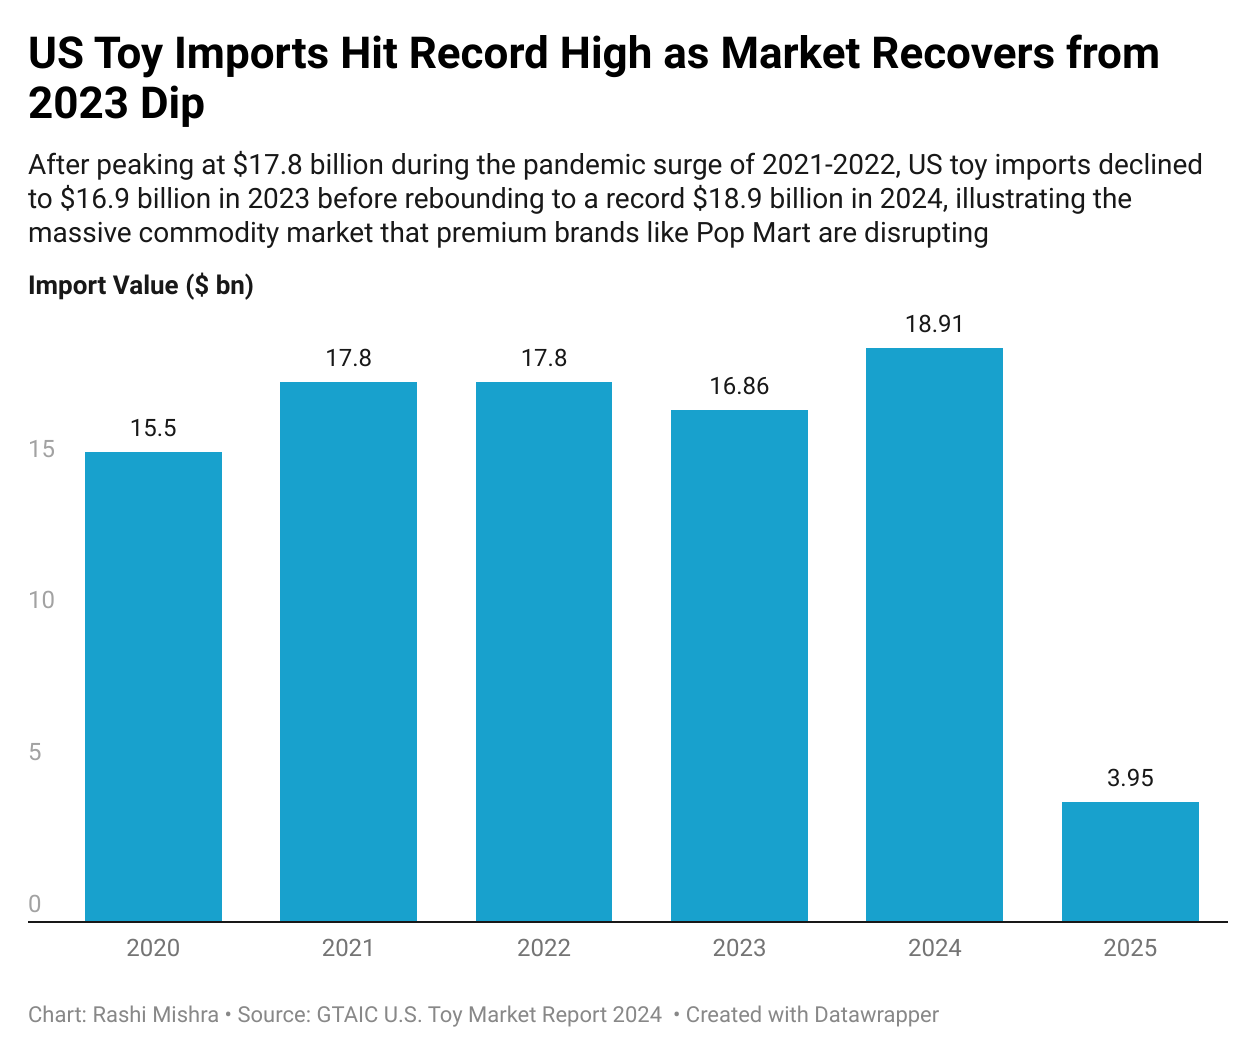 US Toy Imports Hit Record High as Market Recovers from
2023 Dip
After peaking at $17.8 billion during the pandemic surge of 2021-2022, US toy imports declined
to $16.9 billion in 2023 before rebounding to a record $18.9 billion in 2024, illustrating the
massive commodity market that premium brands like Pop Mart are disrupting
Import Value ($ bn)
18.91
17.8
17.8
16.86
15.5
15
10
5
3.95
0
2020
2021
2022
2023
2024
2025
Chart: Rashi Mishra • Source: GTAIC U.S. Toy Market Report 2024 • Created with Datawrapper